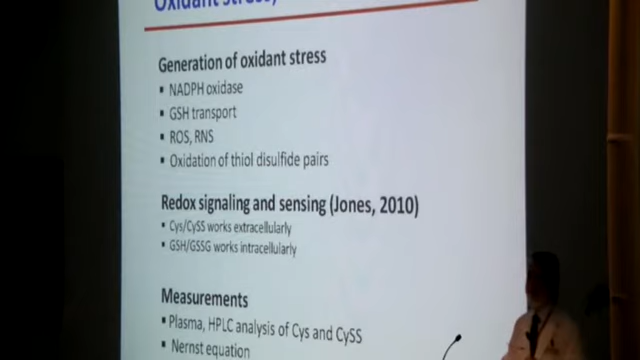 Oxidant stress,
Generation of oxidant stress
▪ NADPH oxidase
▪ GSH transport
▪ ROS, RNS
▪ Oxidation of thiol disulfide pairs
Redox signaling and sensing (Jones, 2010)
▪ Cys/CySS works extracellularly
▪ GSH/GSSG works intracellularly
Measurements
▪ Plasma, HPLC analysis of Cys and CySS
▪ Nernst equation